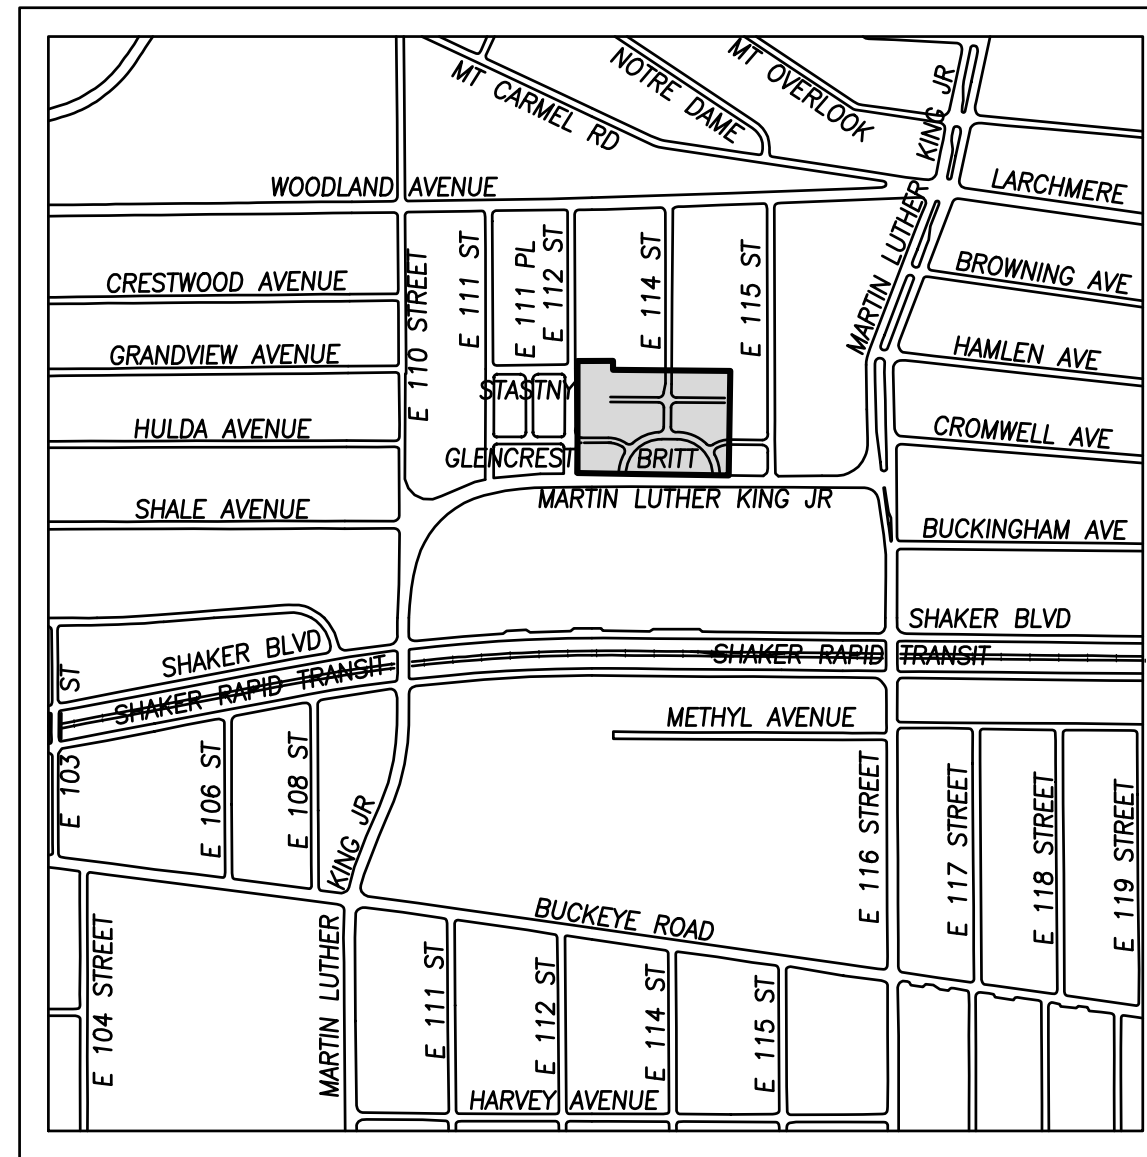 MT CARMEL RD
NOTRE DAME
MT OVERLOOK
MARTIN LUTHER KING JR
WOODLAND AVENUE
LARCHMERE
CRESTWOOD AVENUE
E 110 STREET
E 111 ST
E 111 PL
E 112 ST
E 114 ST
E 115 ST
BROWNING AVE
GRANDVIEW AVENUE
HAMLEN AVE
STASTNY
HULDA AVENUE
CROMWELL AVE
GLENCREST
BRITT
MARTIN LUTHER KING JR
SHALE AVENUE
BUCKINGHAM AVE
SHAKER BLVD
SHAKER BLVD
SHAKER RAPID TRANSIT
SHAKER RAPID TRANSIT
METHYL AVENUE
E 103 ST
E 106 ST
E 108 ST
MARTIN LUTHER KING JR
E 116 STREET
E 117 STREET
E 118 STREET
E 119 STREET
BUCKEYE ROAD
E 104 STREET
E 111 ST
E 112 ST
E 114 ST
E 115 ST
HARVEY AVENUE